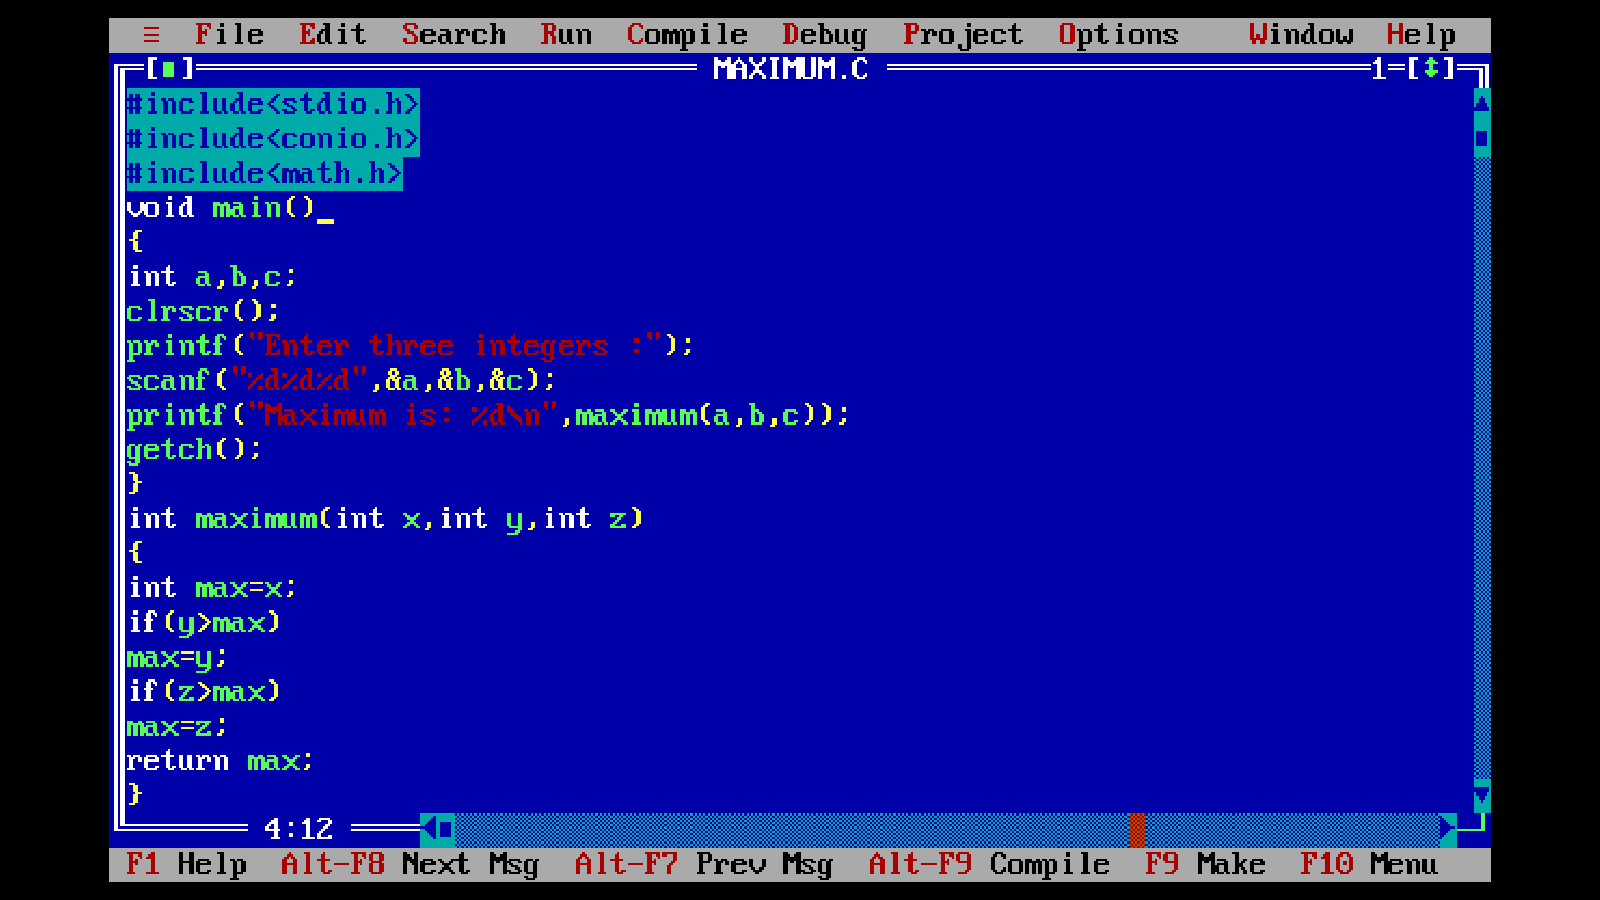 ≡ File Edit Search Run Compile Debug Project Options Window Help
[■] MAXIMUM.C 1=[↕]
#include<stdio.h>
#include<conio.h>
#include<math.h>
void main()_
{
int a,b,c;
clrscr();
printf("Enter three integers :");
scanf("%d%d%d",&a,&b,&c);
printf("Maximum is: %d\n",maximum(a,b,c));
getch();
}
int maximum(int x,int y,int z)
{
int max=x;
if(y>max)
max=y;
if(z>max)
max=z;
return max;
}
4:12
F1 Help Alt-F8 Next Msg Alt-F7 Prev Msg Alt-F9 Compile F9 Make F10 Menu